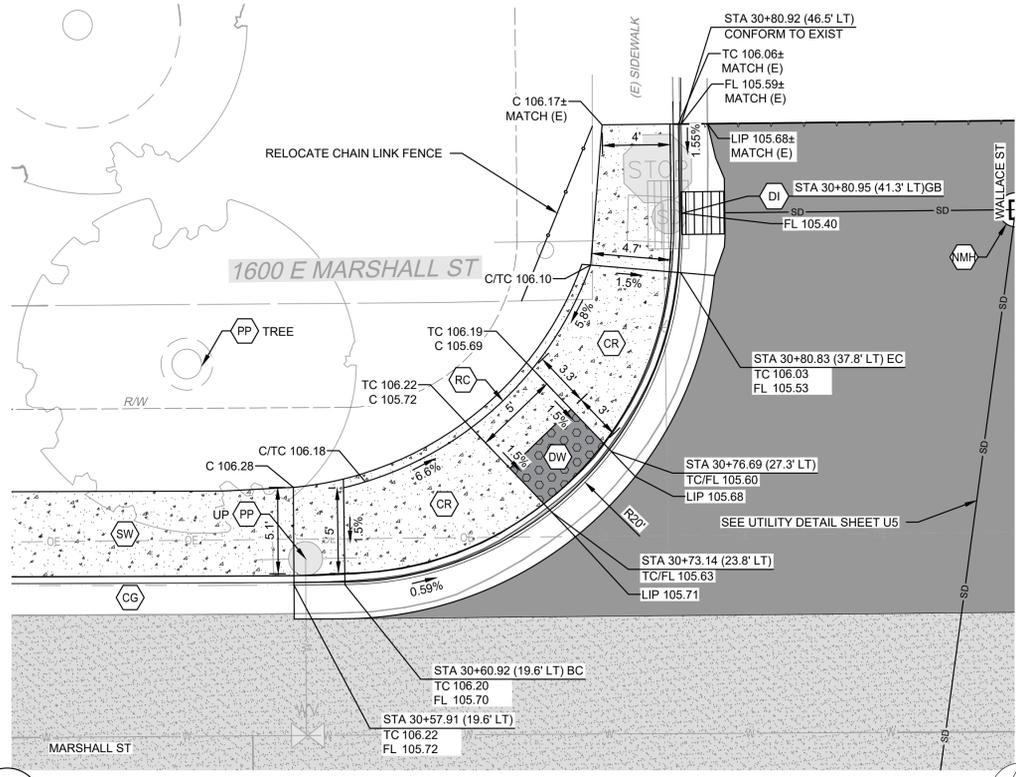 STA 30+80.92 (46.5' LT)
CONFORM TO EXIST
TC 106.06±
MATCH (E)
FL 105.59±
MATCH (E)
(E) SIDEWALK
C 106.17±
MATCH (E)
4'
1.55%
LIP 105.68±
MATCH (E)
RELOCATE CHAIN LINK FENCE
STOP
WALLACE ST
DI
STA 30+80.95 (41.3' LT)GB
SD
SD
FL 105.40
S
4.7'
NMH
1600 E MARSHALL ST
C/TC 106.10
1.5%
SD
5.8%
TC 106.19
C 105.69
PP
TREE
CR
STA 30+80.83 (37.8' LT) EC
TC 106.03
FL 105.53
RC
3.3'
TC 106.22
C 105.72
5'
3'
R/W
1.5%
C/TC 106.18
1.5%
DW
SD
C 106.28
6.6%
STA 30+76.69 (27.3' LT)
TC/FL 105.60
LIP 105.68
CR
UP
PP
R20'
SEE UTILITY DETAIL SHEET U5
SW
5.1'
5'
1.5%
OE
OE
OE
OE
STA 30+73.14 (23.8' LT)
TC/FL 105.63
LIP 105.71
0.59%
CG
SD
W
STA 30+60.92 (19.6' LT) BC
TC 106.20
FL 105.70
W
STA 30+57.91 (19.6' LT)
TC 106.22
FL 105.72
MARSHALL ST
W
W
W
W
W
W
W
W
SD